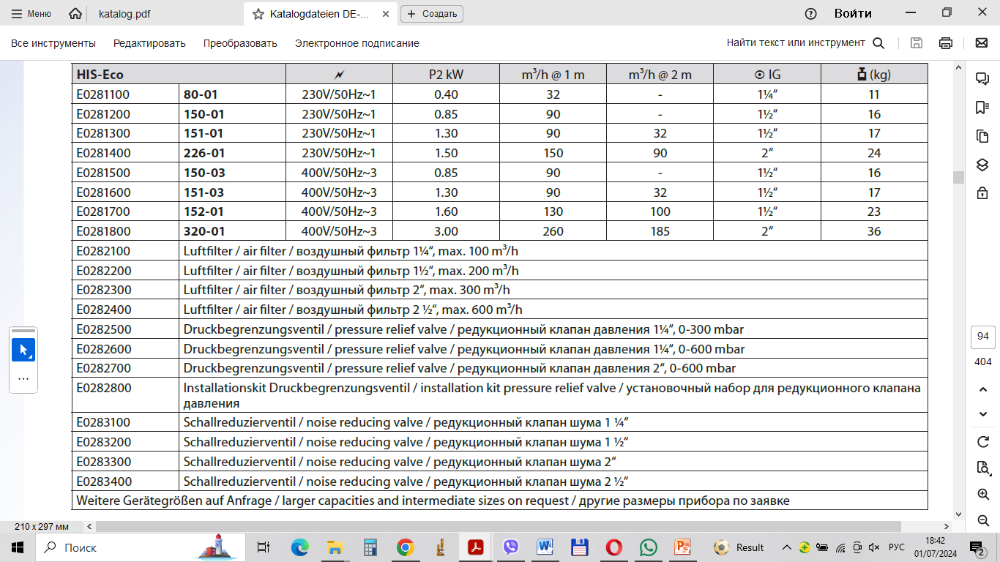 Меню katalog.pdf Katalogdateien DE-... Создать Войти
Все инструменты Редактировать Преобразовать Электронное подписание Найти текст или инструмент
HIS-Eco P2 kW m³/h @ 1 m m³/h @ 2 m IG (kg)
E0281100 80-01 230V/50Hz~1 0.40 32 - 1¼“ 11
E0281200 150-01 230V/50Hz~1 0.85 90 - 1½“ 16
E0281300 151-01 230V/50Hz~1 1.30 90 32 1½“ 17
E0281400 226-01 230V/50Hz~1 1.50 150 90 2“ 24
E0281500 150-03 400V/50Hz~3 0.85 90 - 1½“ 16
E0281600 151-03 400V/50Hz~3 1.30 90 32 1½“ 17
E0281700 152-01 400V/50Hz~3 1.60 130 100 1½“ 23
E0281800 320-01 400V/50Hz~3 3.00 260 185 2“ 36
E0282100 Luftfilter / air filter / воздушный фильтр 1¼“, max. 100 m³/h
E0282200 Luftfilter / air filter / воздушный фильтр 1½“, max. 200 m³/h
E0282300 Luftfilter / air filter / воздушный фильтр 2“, max. 300 m³/h
E0282400 Luftfilter / air filter / воздушный фильтр 2 ½“, max. 600 m³/h
E0282500 Druckbegrenzungsventil / pressure relief valve / редукционный клапан давления 1¼“, 0-300 mbar
E0282600 Druckbegrenzungsventil / pressure relief valve / редукционный клапан давления 1¼“, 0-600 mbar
E0282700 Druckbegrenzungsventil / pressure relief valve / редукционный клапан давления 2“, 0-600 mbar
E0282800 Installationskit Druckbegrenzungsventil / installation kit pressure relief valve / установочный набор для редукционного клапана
давления
E0283100 Schallreduzierventil / noise reducing valve / редукционный клапан шума 1 ¼“
E0283200 Schallreduzierventil / noise reducing valve / редукционный клапан шума 1 ½“
E0283300 Schallreduzierventil / noise reducing valve / редукционный клапан шума 2“
E0283400 Schallreduzierventil / noise reducing valve / редукционный клапан шума 2 ½“
Weitere Gerätegrößen auf Anfrage / larger capacities and intermediate sizes on request / другие размеры прибора по заявке
94
404
210 x 297 мм
Поиск Result РУС 18:42
01/07/2024 2